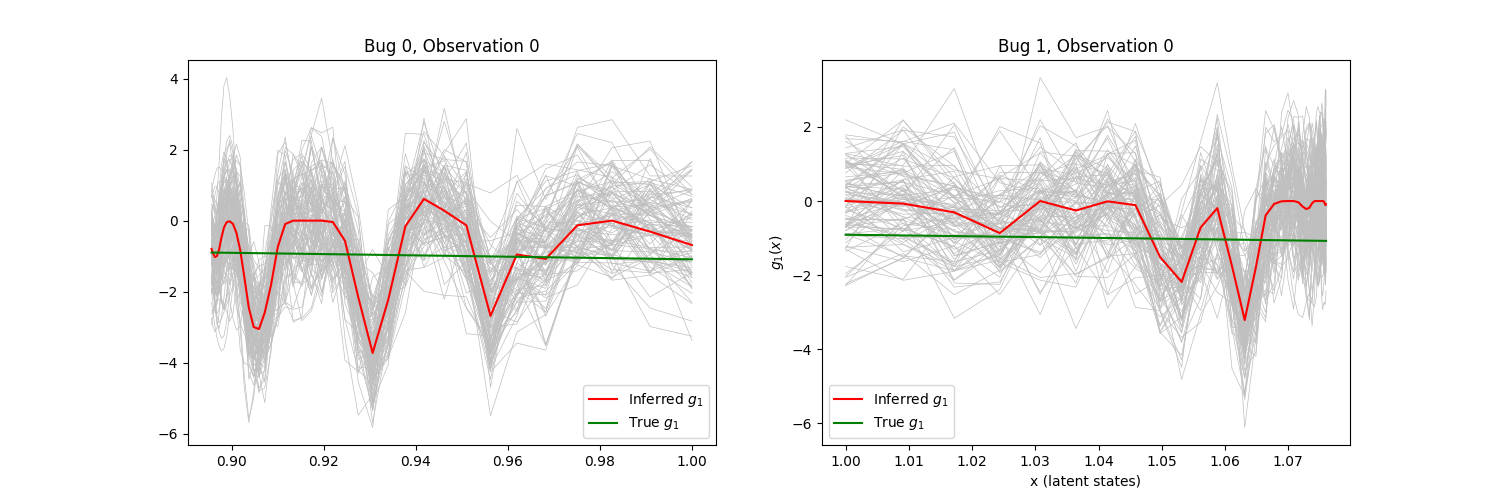 Bug 0, Observation 0
4
2
0
−2
−4
−6
0.90 0.92 0.94 0.96 0.98 1.00
Inferred g₁
True g₁
Bug 1, Observation 0
g₁(x)
2
0
−2
−4
−6
1.00 1.01 1.02 1.03 1.04 1.05 1.06 1.07
x (latent states)
Inferred g₁
True g₁